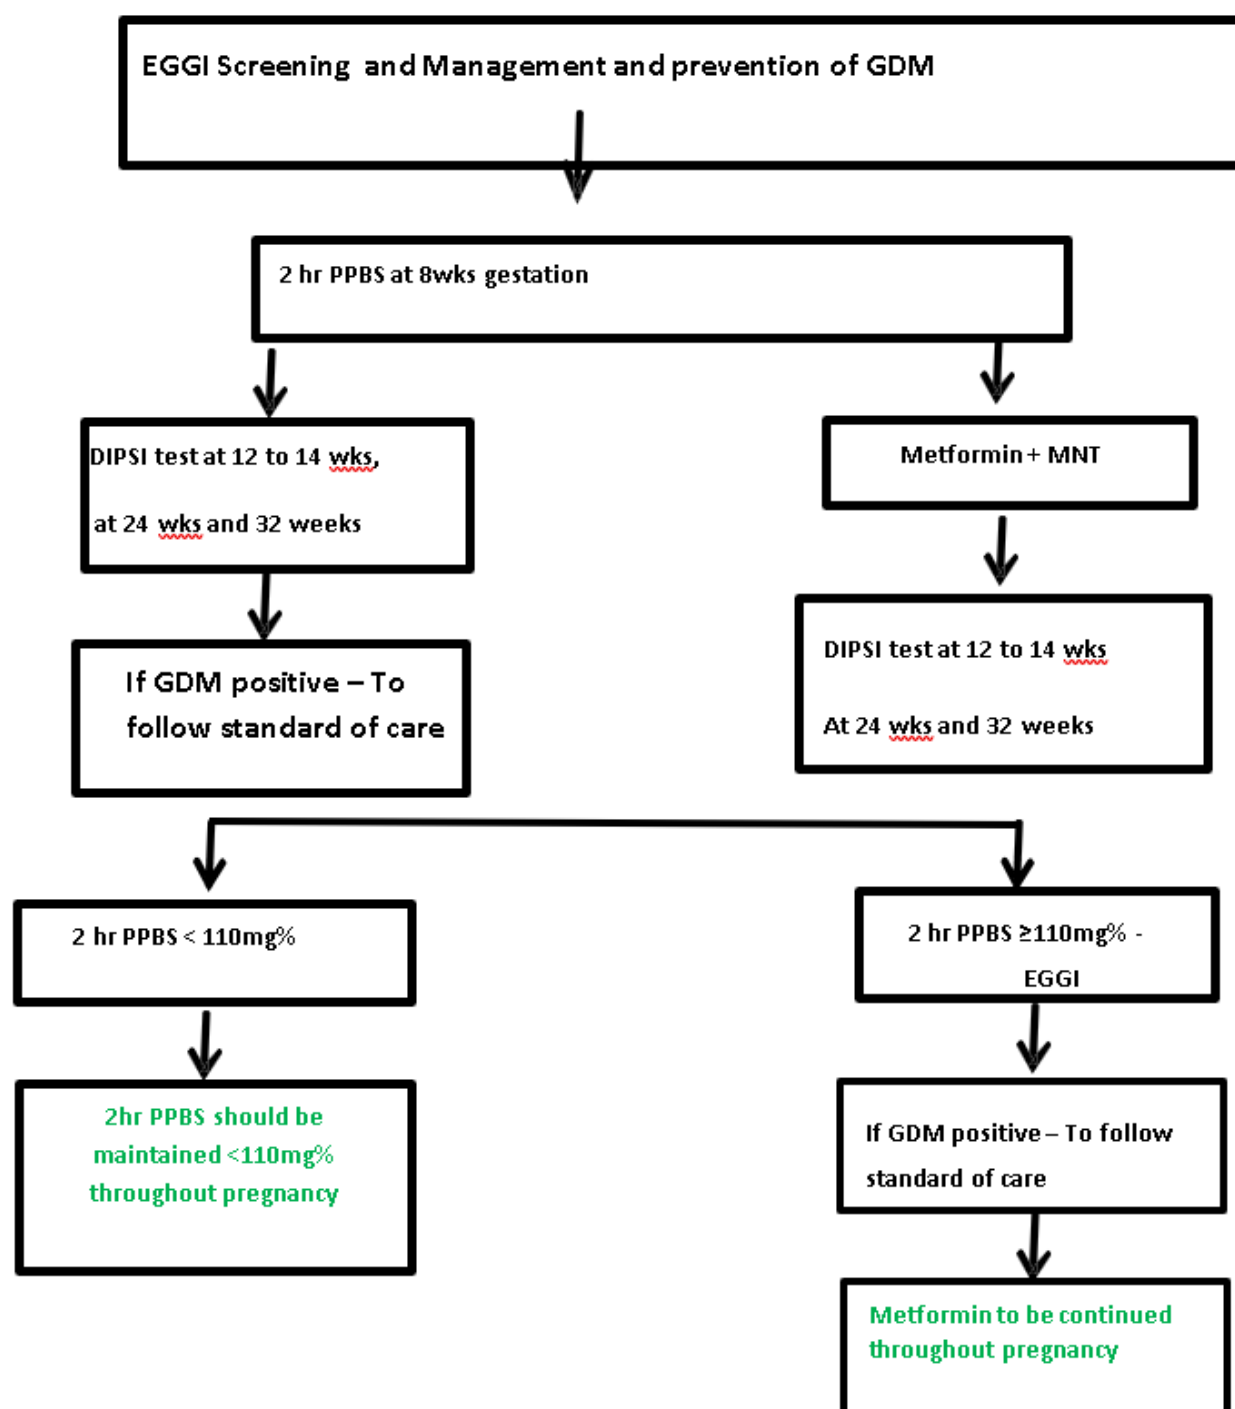 EGGI Screening and Management and prevention of GDM
2 hr PPBS at 8wks gestation
DIPSI test at 12 to 14 wks,
at 24 wks and 32 weeks
Metformin + MNT
If GDM positive – To
follow standard of care
DIPSI test at 12 to 14 wks
At 24 wks and 32 weeks
2 hr PPBS < 110mg%
2 hr PPBS ≥110mg% -
EGGI
2hr PPBS should be
maintained <110mg%
throughout pregnancy
If GDM positive – To follow
standard of care
Metformin to be continued
throughout pregnancy